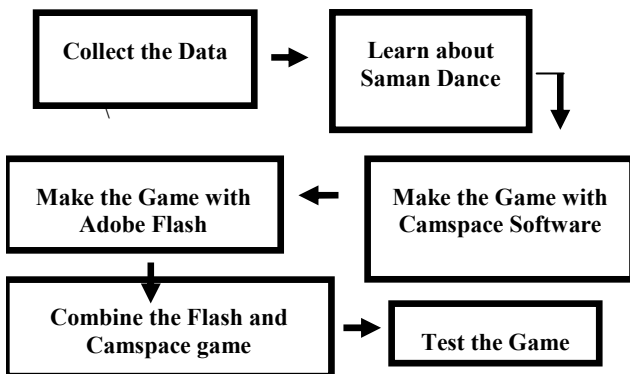 Collect the Data
Learn about
Saman Dance
Make the Game with
Camspace Software
Make the Game with
Adobe Flash
Combine the Flash and
Camspace game
Test the Game